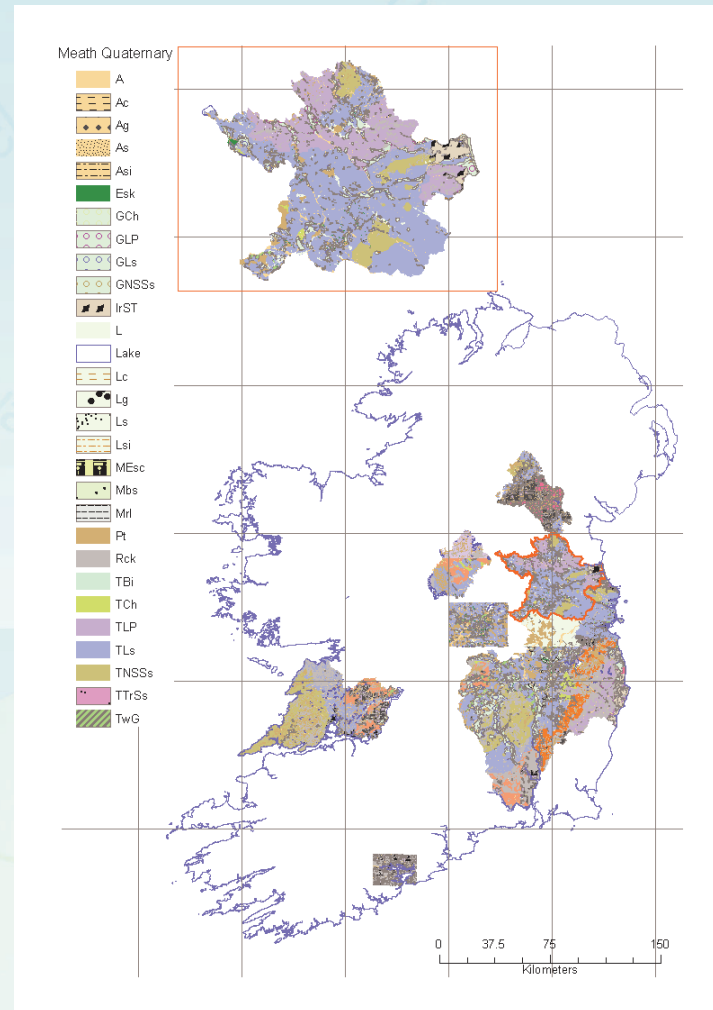 Meath Quaternary
A
Ac
Ag
As
Asi
Esk
GCh
GLP
GLs
GNSSs
IrST
L
Lake
Lc
Lg
Ls
Lsi
MEsc
Mbs
Mrl
Pt
Rck
TBi
TCh
TLP
TLs
TNSSs
TTrSs
TwG
0 37.5 75 150
Kilometers